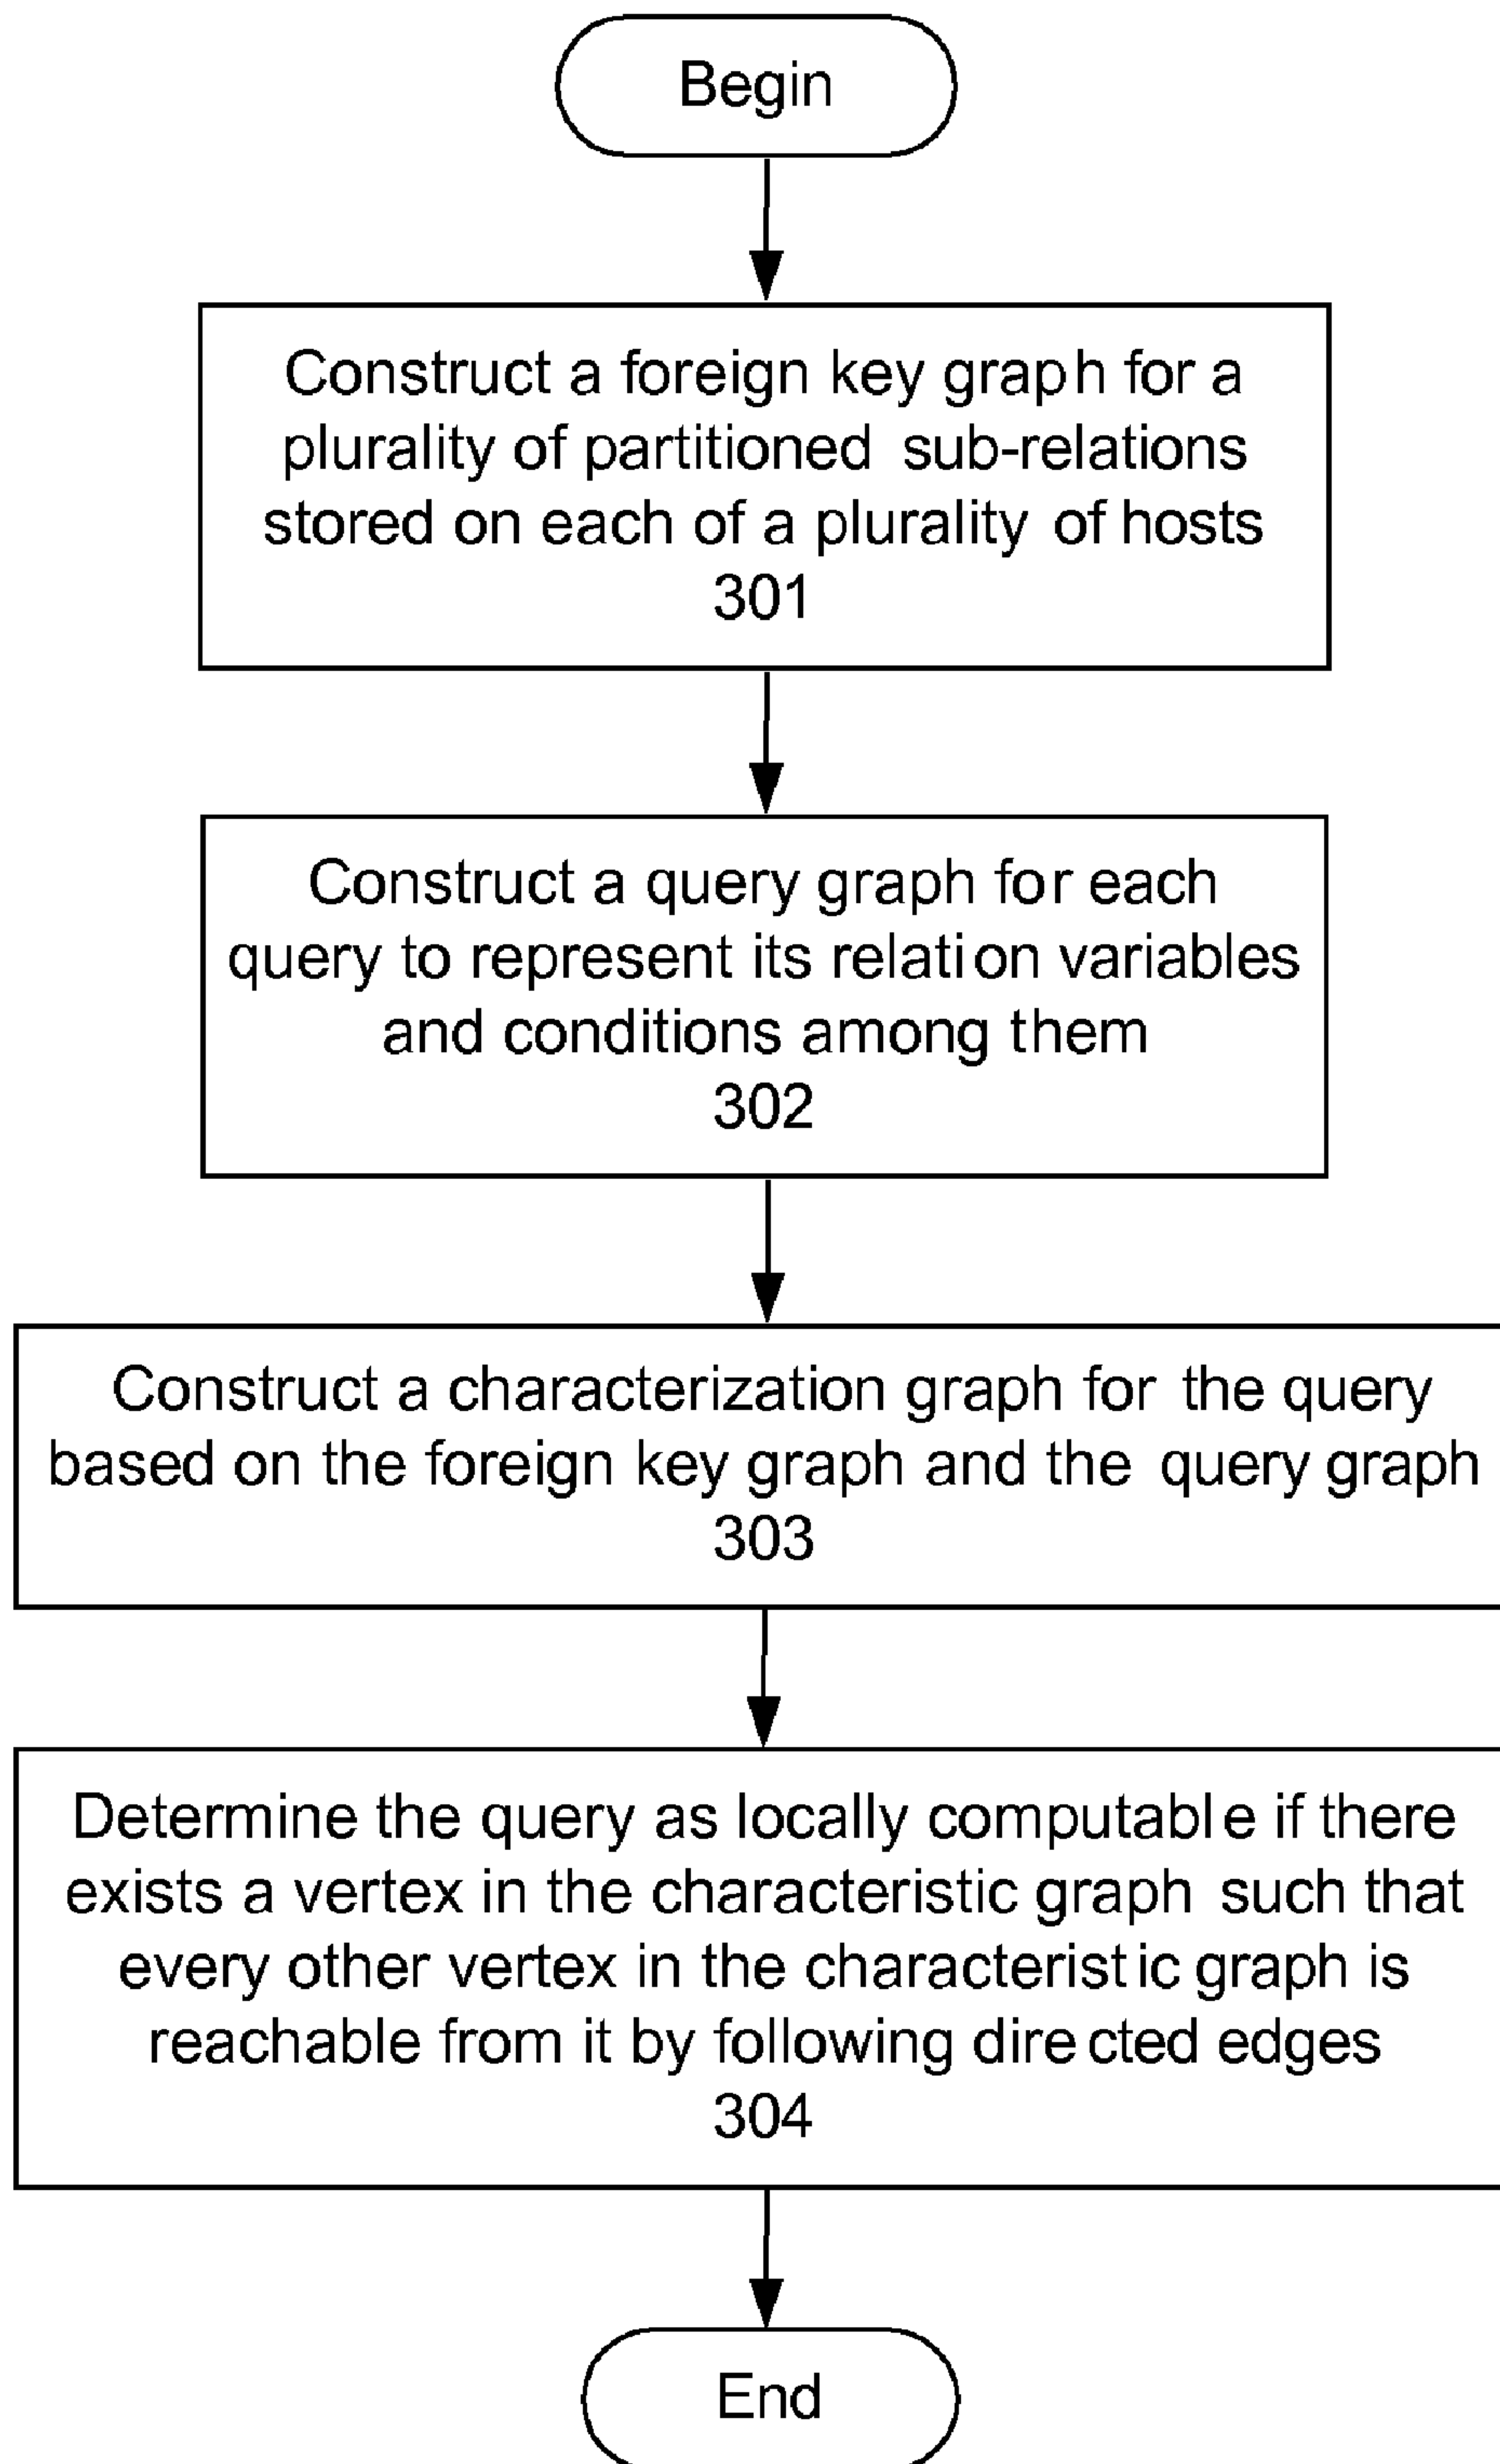 Begin
Construct a foreign key graph for a
plurality of partitioned sub-relations
stored on each of a plurality of hosts
301
Construct a query graph for each
query to represent its relation variables
and conditions among them
302
Construct a characterization graph for the query
based on the foreign key graph and the query graph
303
Determine the query as locally computable if there
exists a vertex in the characteristic graph such that
every other vertex in the characteristic graph is
reachable from it by following directed edges
304
End